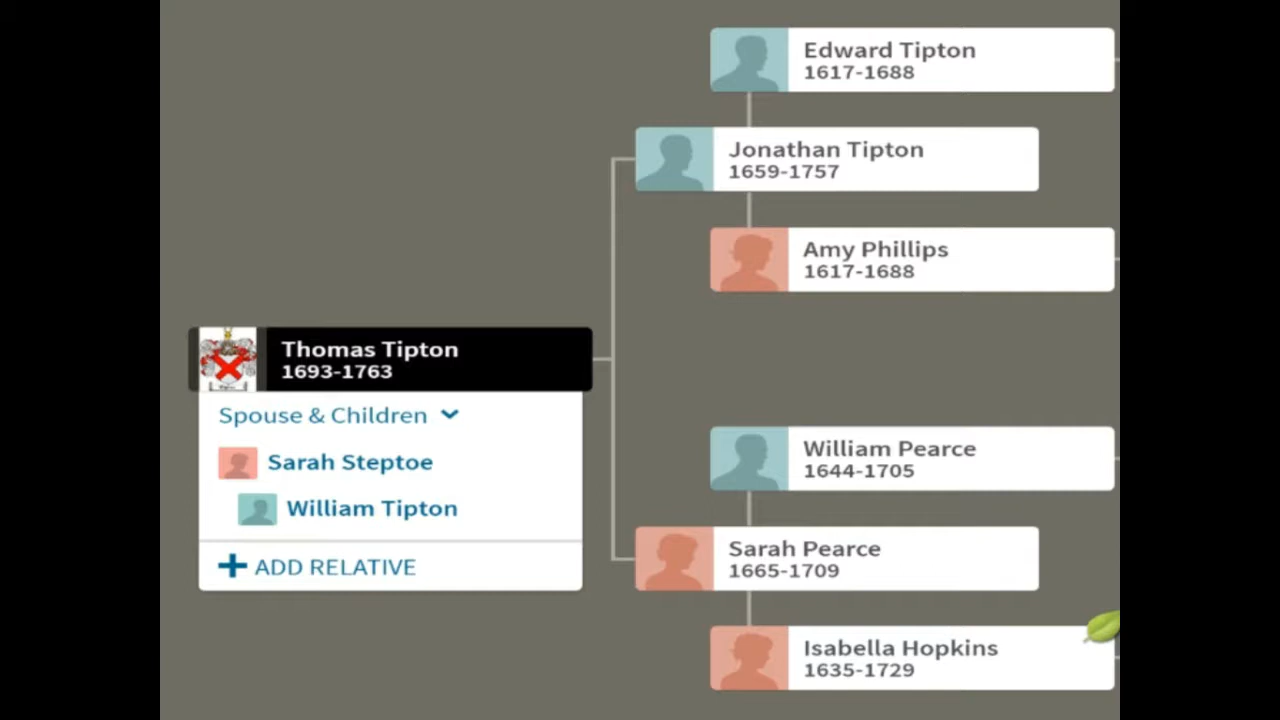 Edward Tipton
1617-1688
Jonathan Tipton
1659-1757
Amy Phillips
1617-1688
Thomas Tipton
1693-1763
Spouse & Children
Sarah Steptoe
William Tipton
ADD RELATIVE
William Pearce
1644-1705
Sarah Pearce
1665-1709
Isabella Hopkins
1635-1729